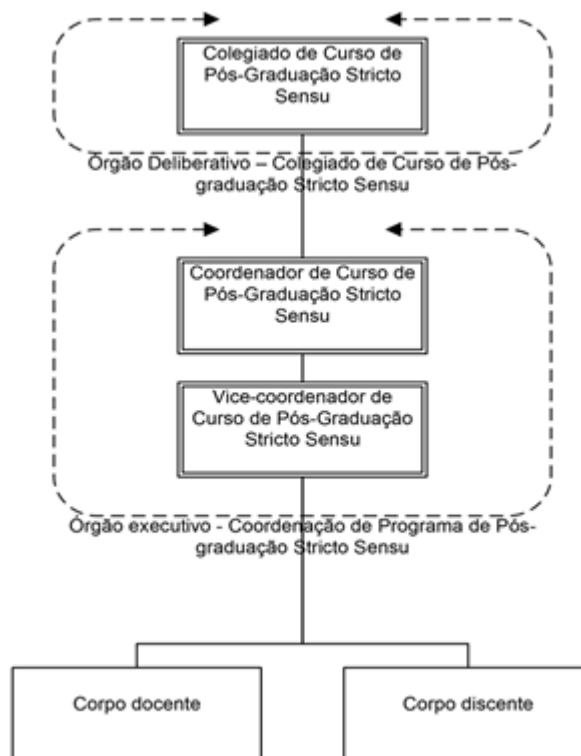 Colegiado de Curso de
Pós-Graduação Stricto
Sensu
Órgão Deliberativo – Colegiado de Curso de Pós-
graduação Stricto Sensu
Coordenador de Curso de
Pós-Graduação Stricto
Sensu
Vice-coordenador de
Curso de Pós-Graduação
Stricto Sensu
Órgão executivo - Coordenação de Programa de Pós-
graduação Stricto Sensu
Corpo docente
Corpo discente